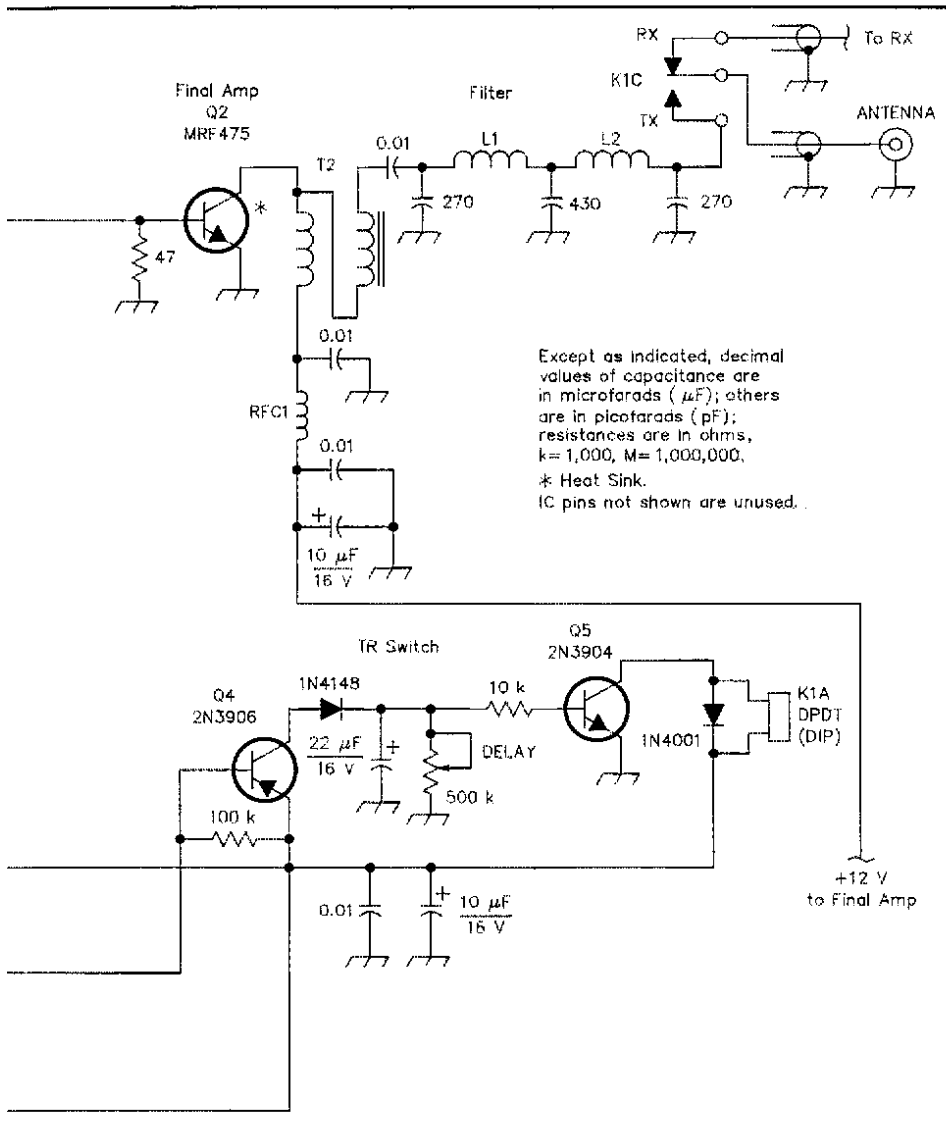 RX
To RX
K1C
TX
ANTENNA
Final Amp
Q2
MRF475
*
Filter
T2
0.01
L1
L2
270
430
270
47
0.01
RFC1
0.01
+
10 µF
16 V
Except as indicated, decimal
values of capacitance are
in microfarads ( µF); others
are in picofarads ( pF);
resistances are in ohms,
k= 1,000, M= 1,000,000.
* Heat Sink.
IC pins not shown are unused.
TR Switch
Q5
2N3904
Q4
2N3906
1N4148
10 k
K1A
DPDT
(DIP)
1N4001
22 µF
16 V
+
DELAY
500 k
100 k
0.01
+
10 µF
16 V
+12 V
to Final Amp